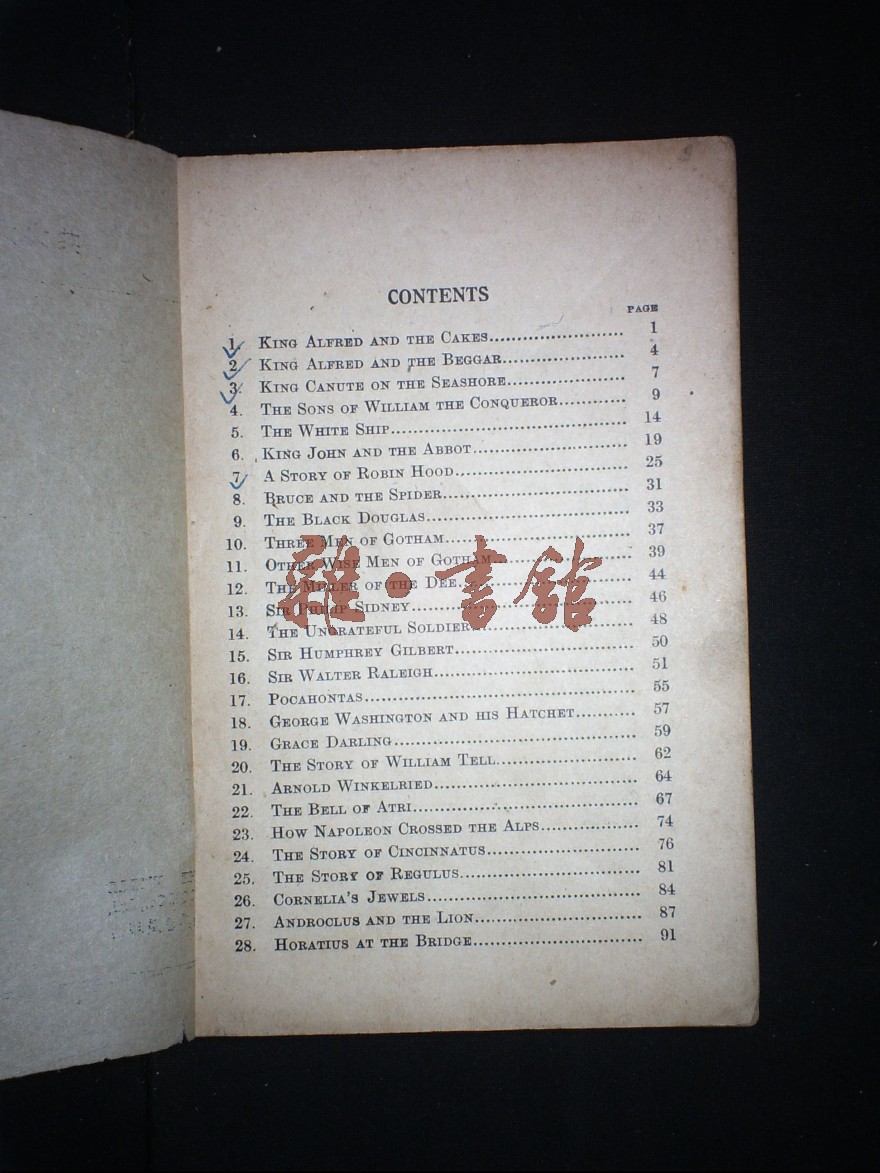 CONTENTS
PAGE
1. KING ALFRED AND THE CAKES 1
2. KING ALFRED AND THE BEGGAR 4
3. KING CANUTE ON THE SEASHORE 7
4. THE SONS OF WILLIAM THE CONQUEROR 9
5. THE WHITE SHIP 14
6. KING JOHN AND THE ABBOT 19
7. A STORY OF ROBIN HOOD 25
8. BRUCE AND THE SPIDER 31
9. THE BLACK DOUGLAS 33
10. THREE MEN OF GOTHAM 37
11. OTHER WISE MEN OF GOTHAM 39
12. THE MILLER OF THE DEE 44
13. SIR PHILIP SIDNEY 46
14. THE UNGRATEFUL SOLDIER 48
15. SIR HUMPHREY GILBERT 50
16. SIR WALTER RALEIGH 51
17. POCAHONTAS 55
18. GEORGE WASHINGTON AND HIS HATCHET 57
19. GRACE DARLING 59
20. THE STORY OF WILLIAM TELL 62
21. ARNOLD WINKELRIED 64
22. THE BELL OF ATRI 67
23. HOW NAPOLEON CROSSED THE ALPS 74
24. THE STORY OF CINCINNATUS 76
25. THE STORY OF REGULUS 81
26. CORNELIA'S JEWELS 84
27. ANDROCLUS AND THE LION 87
28. HORATIUS AT THE BRIDGE 91
雜·書館